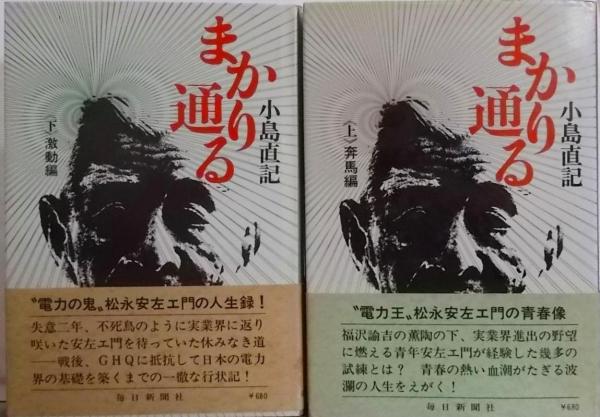 まかり通る
小島直記
〈下〉激動編
〝電力の鬼〟松永安左エ門の人生録！
失意二年、不死鳥のように実業界に返り
咲いた安左エ門を待っていた休みなき道
──戦後、GHQに抵抗して日本の電力
界の基礎を築くまでの一徹な行状記！
毎日新聞社
￥680
まかり通る
小島直記
〈上〉奔馬編
〝電力王〟松永安左エ門の青春像
福沢諭吉の薫陶の下、実業界進出の野望
に燃える青年安左エ門が経験した幾多の
試練とは？　青春の熱い血潮がたぎる波
瀾の人生をえがく！
毎日新聞社
￥680